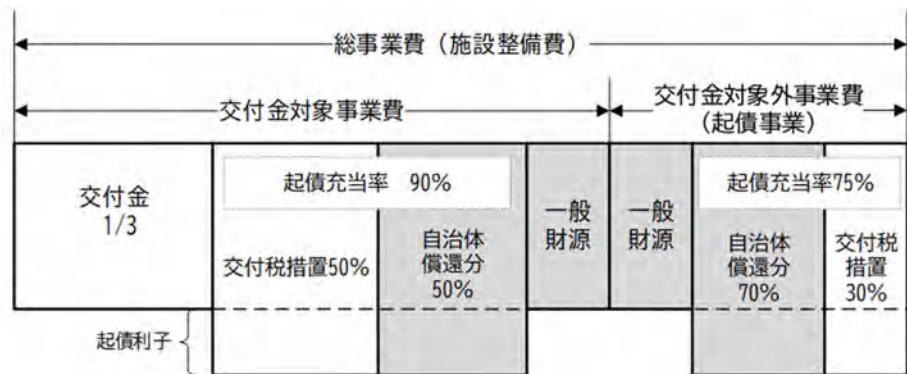 総事業費（施設整備費）
交付金対象事業費
交付金対象外事業費
（起債事業）
交付金
1/3
起債充当率　90%
交付税措置50%
自治体
償還分
50%
一般
財源
一般
財源
起債充当率75%
自治体
償還分
70%
交付税
措置
30%
起債利子